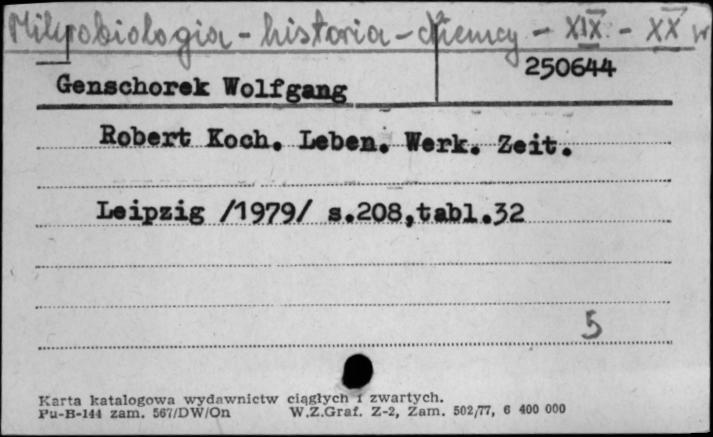 Mikrobiologia - historia - Niemcy - XIX - XX w
250644
Genschorek Wolfgang
Robert Koch. Leben. Werk. Zeit.
Leipzig /1979/ s.208,tabl.32
5
Karta katalogowa wydawnictw ciągłych i zwartych.
Pu-B-144 zam. 567/DW/On W.Z.Graf. Z-2, Zam. 502/77, 6 400 000